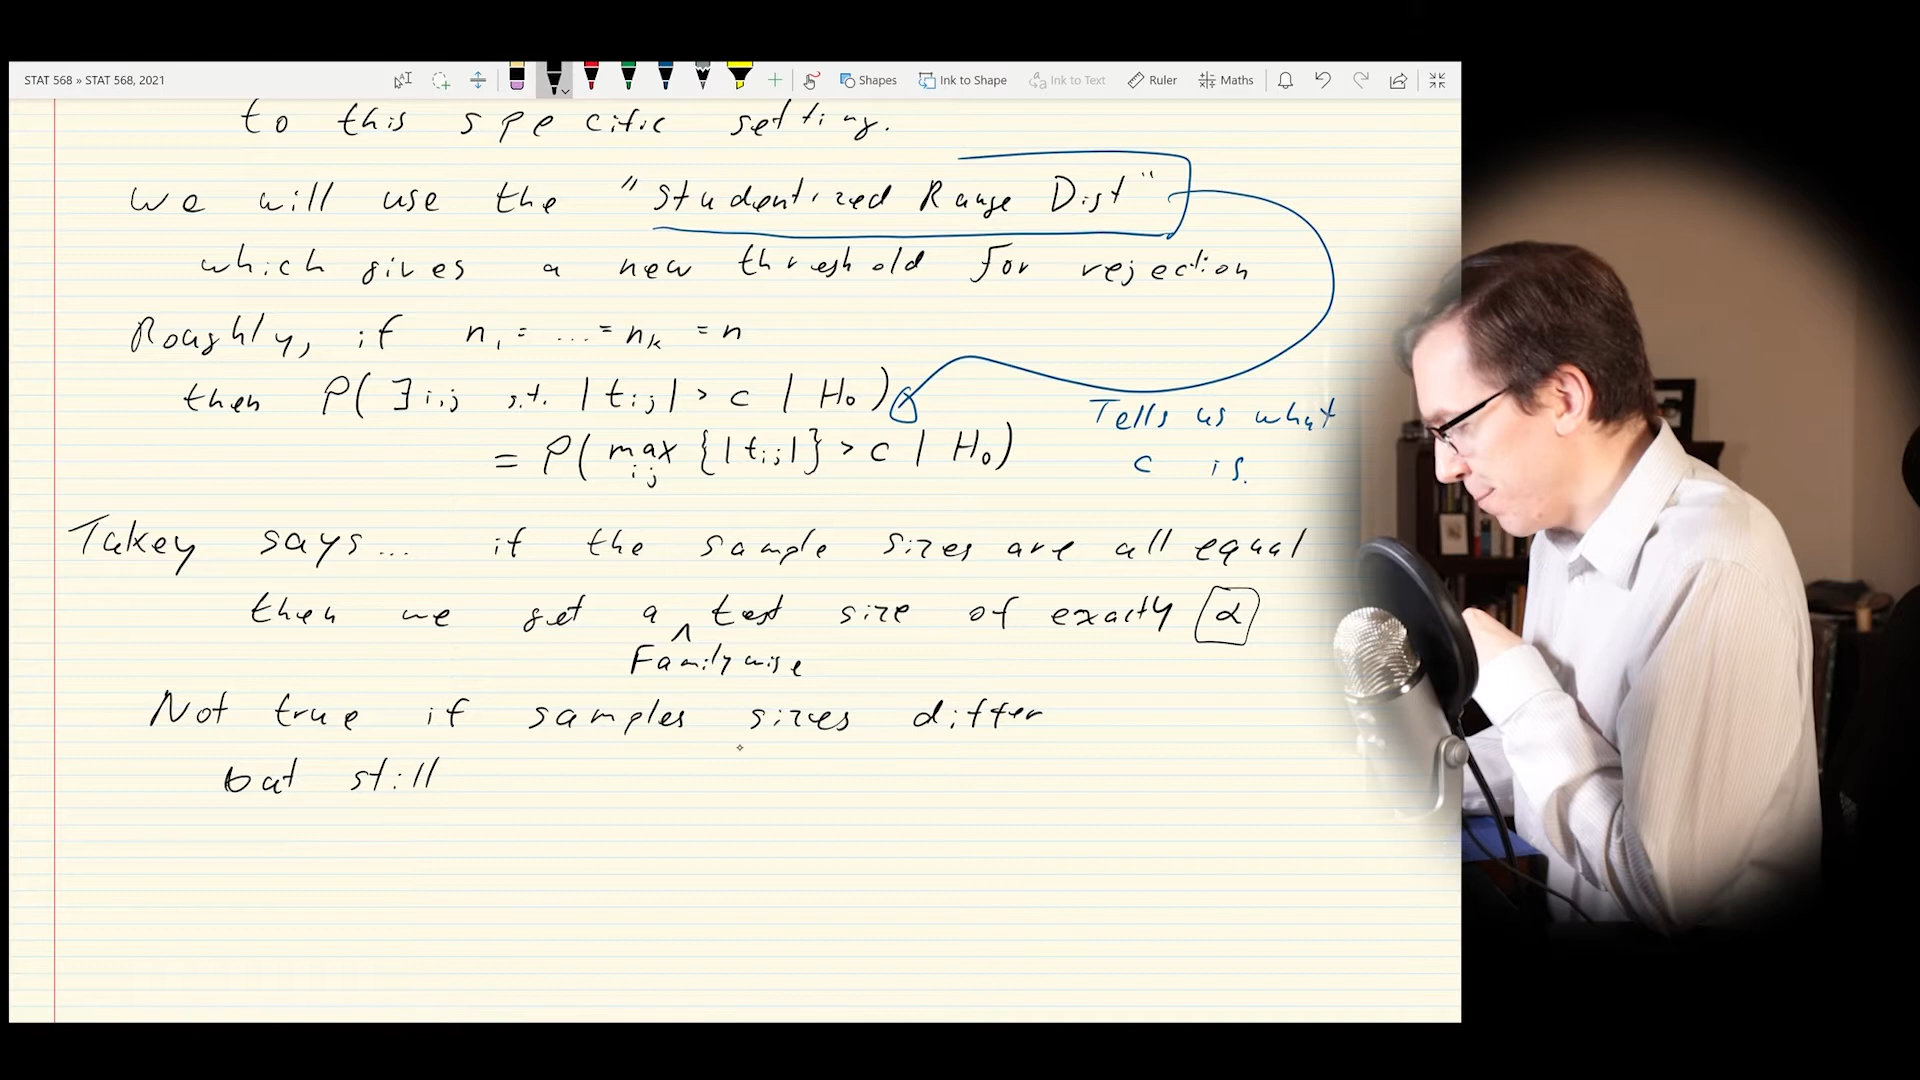 STAT 568 » STAT 568, 2021
Shapes Ink to Shape Ink to Text Ruler Maths
to this specific setting.
we will use the "Studentized Range Dist"
which gives a new threshold for rejection
Roughly, if n₁ = ... = nₖ = n
then P( ∃ i,j s.t. |tᵢⱼ| > c | H₀ )
= P( max {|tᵢⱼ|} > c | H₀ )
ij
Tells us what
c is.
Tukey says... if the sample sizes are all equal
then we get a ^ test size of exactly α
Familywise
Not true if samples sizes differ
but still